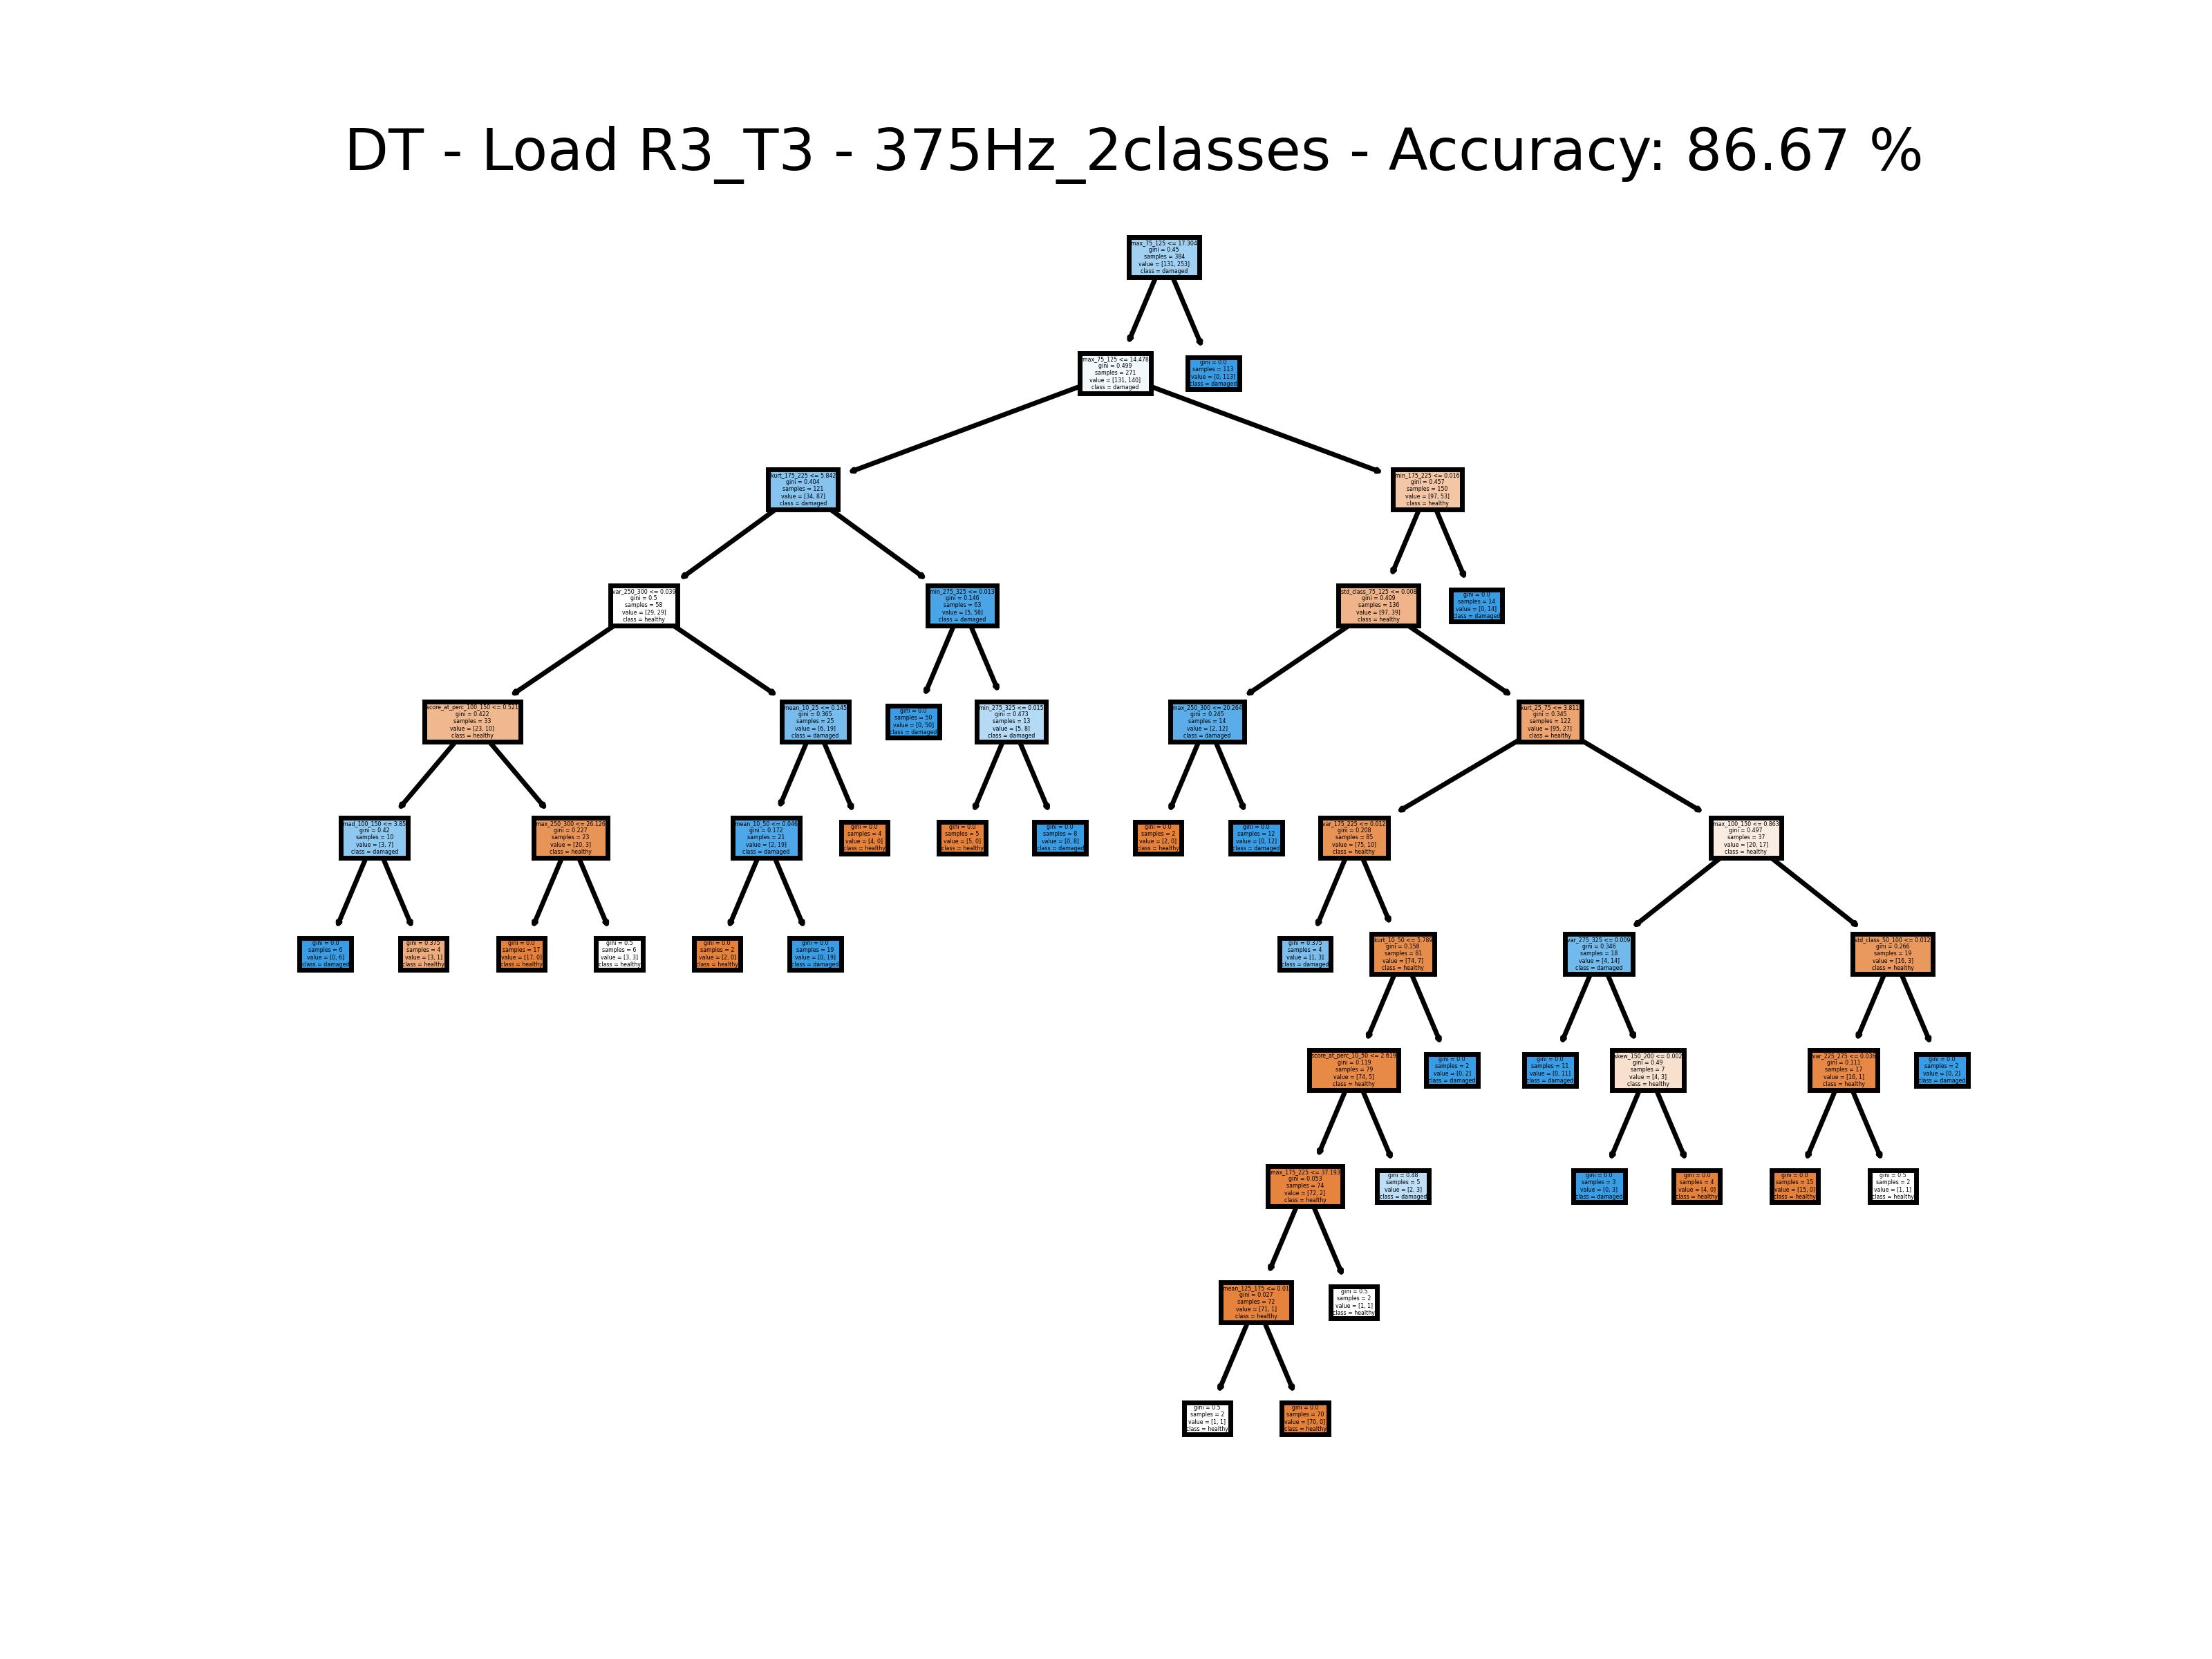 DT - Load R3_T3 - 375Hz_2classes - Accuracy: 86.67 %
max_75_125 <= 17.304
gini = 0.45
samples = 384
value = [131, 253]
class = damaged
max_75_125 <= 14.478
gini = 0.499
samples = 271
value = [131, 140]
class = damaged
gini = 0.0
samples = 113
value = [0, 113]
class = damaged
kurt_175_225 <= 5.842
gini = 0.404
samples = 121
value = [34, 87]
class = damaged
min_175_225 <= 0.016
gini = 0.457
samples = 150
value = [97, 53]
class = healthy
var_250_300 <= 0.039
gini = 0.5
samples = 58
value = [29, 29]
class = healthy
min_275_325 <= 0.013
gini = 0.146
samples = 63
value = [5, 58]
class = damaged
std_class_75_125 <= 0.008
gini = 0.409
samples = 136
value = [97, 39]
class = healthy
gini = 0.0
samples = 14
value = [0, 14]
class = damaged
score_at_perc_100_150 <= 0.521
gini = 0.422
samples = 33
value = [23, 10]
class = healthy
mean_10_25 <= 0.145
gini = 0.365
samples = 25
value = [6, 19]
class = damaged
gini = 0.0
samples = 50
value = [0, 50]
class = damaged
min_275_325 <= 0.015
gini = 0.473
samples = 13
value = [5, 8]
class = damaged
max_250_300 <= 20.264
gini = 0.245
samples = 14
value = [2, 12]
class = damaged
kurt_25_75 <= 3.811
gini = 0.345
samples = 122
value = [95, 27]
class = healthy
mad_100_150 <= 3.85
gini = 0.42
samples = 10
value = [3, 7]
class = damaged
max_250_300 <= 26.126
gini = 0.227
samples = 23
value = [20, 3]
class = healthy
mean_10_50 <= 0.046
gini = 0.172
samples = 21
value = [2, 19]
class = damaged
gini = 0.0
samples = 4
value = [4, 0]
class = healthy
gini = 0.0
samples = 5
value = [5, 0]
class = healthy
gini = 0.0
samples = 8
value = [0, 8]
class = damaged
gini = 0.0
samples = 2
value = [2, 0]
class = healthy
gini = 0.0
samples = 12
value = [0, 12]
class = damaged
var_175_225 <= 0.012
gini = 0.208
samples = 85
value = [75, 10]
class = healthy
max_100_150 <= 0.863
gini = 0.497
samples = 37
value = [20, 17]
class = healthy
gini = 0.0
samples = 6
value = [0, 6]
class = damaged
gini = 0.375
samples = 4
value = [3, 1]
class = healthy
gini = 0.0
samples = 17
value = [17, 0]
class = healthy
gini = 0.5
samples = 6
value = [3, 3]
class = healthy
gini = 0.0
samples = 2
value = [2, 0]
class = healthy
gini = 0.0
samples = 19
value = [0, 19]
class = damaged
gini = 0.375
samples = 4
value = [1, 3]
class = damaged
kurt_10_50 <= 5.789
gini = 0.158
samples = 81
value = [74, 7]
class = healthy
var_275_325 <= 0.009
gini = 0.346
samples = 18
value = [4, 14]
class = damaged
std_class_50_100 <= 0.012
gini = 0.266
samples = 19
value = [16, 3]
class = healthy
score_at_perc_10_50 <= 2.619
gini = 0.119
samples = 79
value = [74, 5]
class = healthy
gini = 0.0
samples = 2
value = [0, 2]
class = damaged
gini = 0.0
samples = 11
value = [0, 11]
class = damaged
skew_150_200 <= 0.002
gini = 0.49
samples = 7
value = [4, 3]
class = healthy
var_225_275 <= 0.036
gini = 0.111
samples = 17
value = [16, 1]
class = healthy
gini = 0.0
samples = 2
value = [0, 2]
class = damaged
max_175_225 <= 37.193
gini = 0.053
samples = 74
value = [72, 2]
class = healthy
gini = 0.48
samples = 5
value = [2, 3]
class = damaged
gini = 0.0
samples = 3
value = [0, 3]
class = damaged
gini = 0.0
samples = 4
value = [4, 0]
class = healthy
gini = 0.0
samples = 15
value = [15, 0]
class = healthy
gini = 0.5
samples = 2
value = [1, 1]
class = healthy
mean_125_175 <= 0.01
gini = 0.027
samples = 72
value = [71, 1]
class = healthy
gini = 0.5
samples = 2
value = [1, 1]
class = healthy
gini = 0.5
samples = 2
value = [1, 1]
class = healthy
gini = 0.0
samples = 70
value = [70, 0]
class = healthy